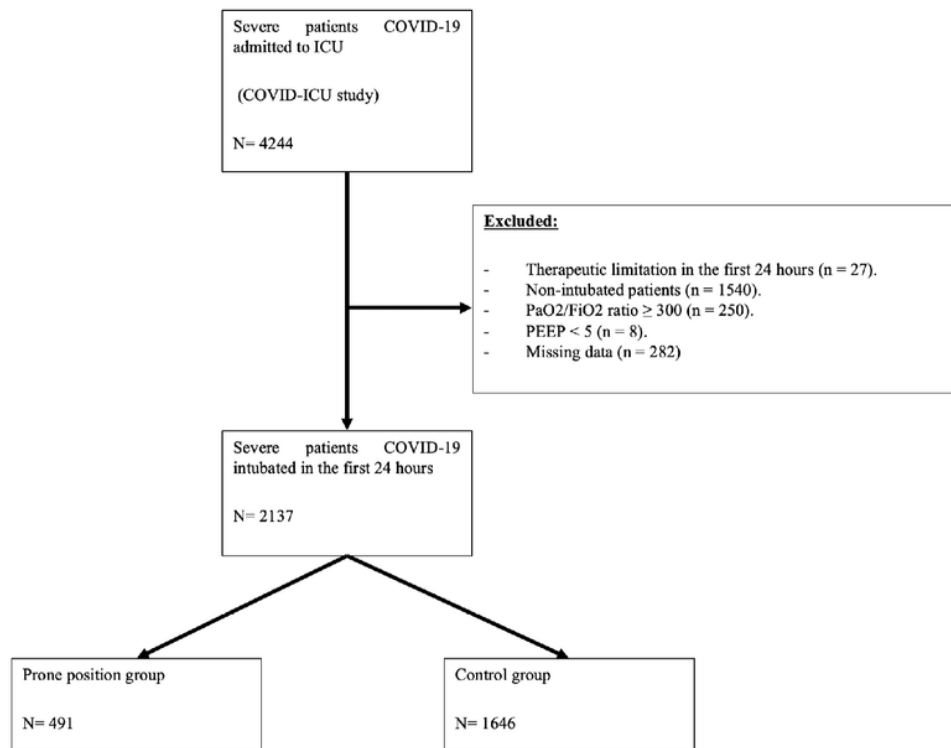 Severe patients COVID-19
admitted to ICU
(COVID-ICU study)
N= 4244
Excluded:
- Therapeutic limitation in the first 24 hours (n = 27).
- Non-intubated patients (n = 1540).
- PaO2/FiO2 ratio ≥ 300 (n = 250).
- PEEP < 5 (n = 8).
- Missing data (n = 282)
Severe patients COVID-19
intubated in the first 24 hours
N= 2137
Prone position group
N= 491
Control group
N= 1646